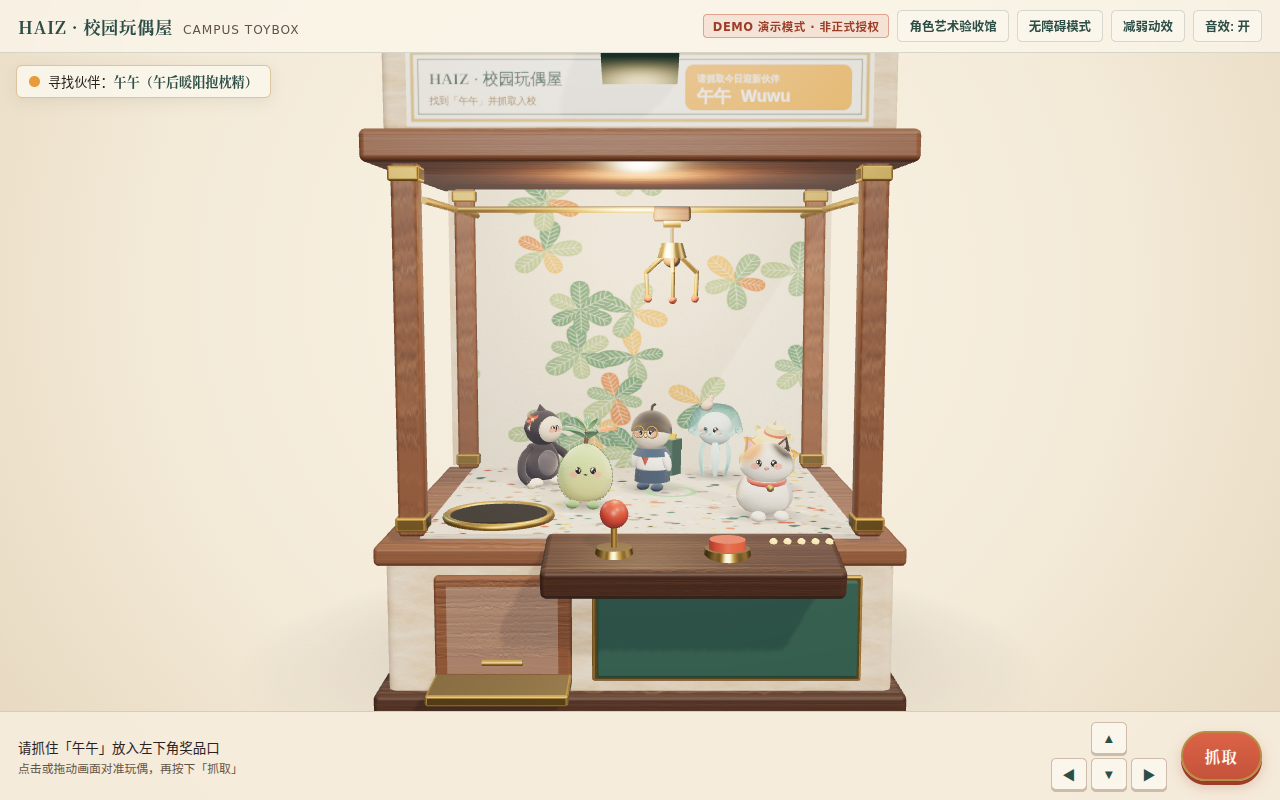 HAIZ · 校园玩偶屋 CAMPUS TOYBOX
DEMO 演示模式 · 非正式授权
角色艺术验收馆
无障碍模式
减弱动效
音效: 开
寻找伙伴: 午午（午后暖阳抱枕精）
HAIZ · 校园玩偶屋
找到「午午」并抓取入校
请抓取今日迎新伙伴
午午 Wuwu
请抓住「午午」放入左下角奖品口
点击或拖动画面对准玩偶，再按下「抓取」
▲
◀ ▼ ▶
抓取